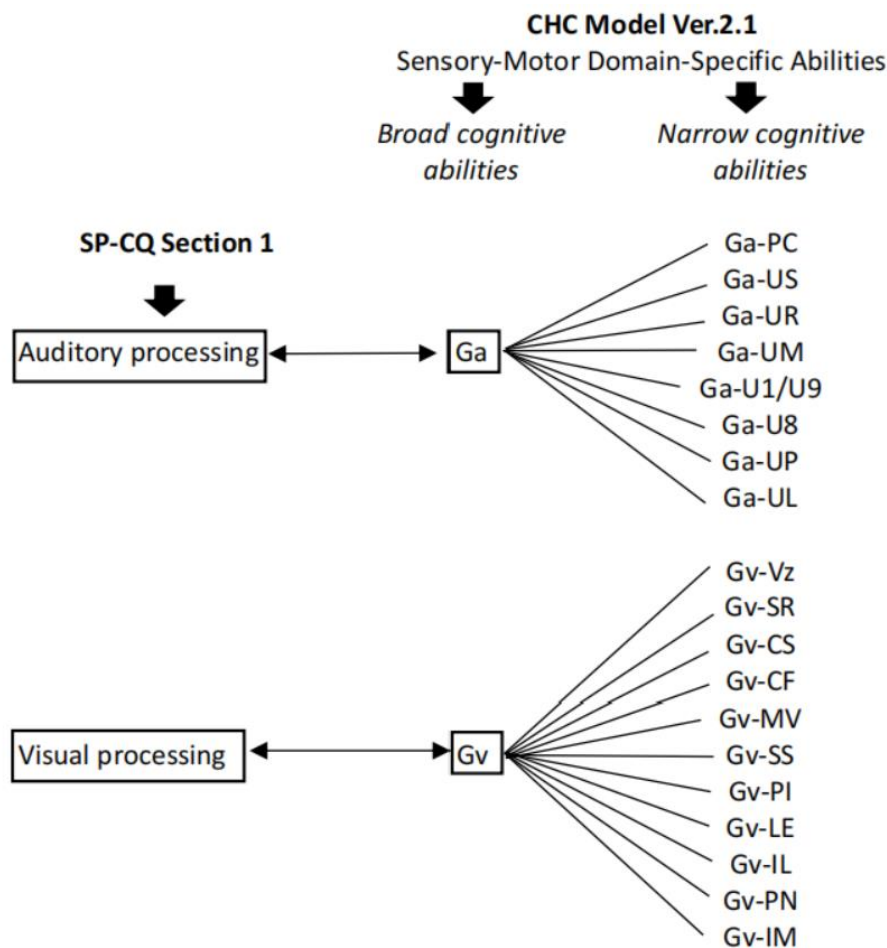 CHC Model Ver.2.1
Sensory-Motor Domain-Specific Abilities
Broad cognitive
abilities
Narrow cognitive
abilities
SP-CQ Section 1
Auditory processing
Ga
Ga-PC
Ga-US
Ga-UR
Ga-UM
Ga-U1/U9
Ga-U8
Ga-UP
Ga-UL
Visual processing
Gv
Gv-Vz
Gv-SR
Gv-CS
Gv-CF
Gv-MV
Gv-SS
Gv-PI
Gv-LE
Gv-IL
Gv-PN
Gv-IM